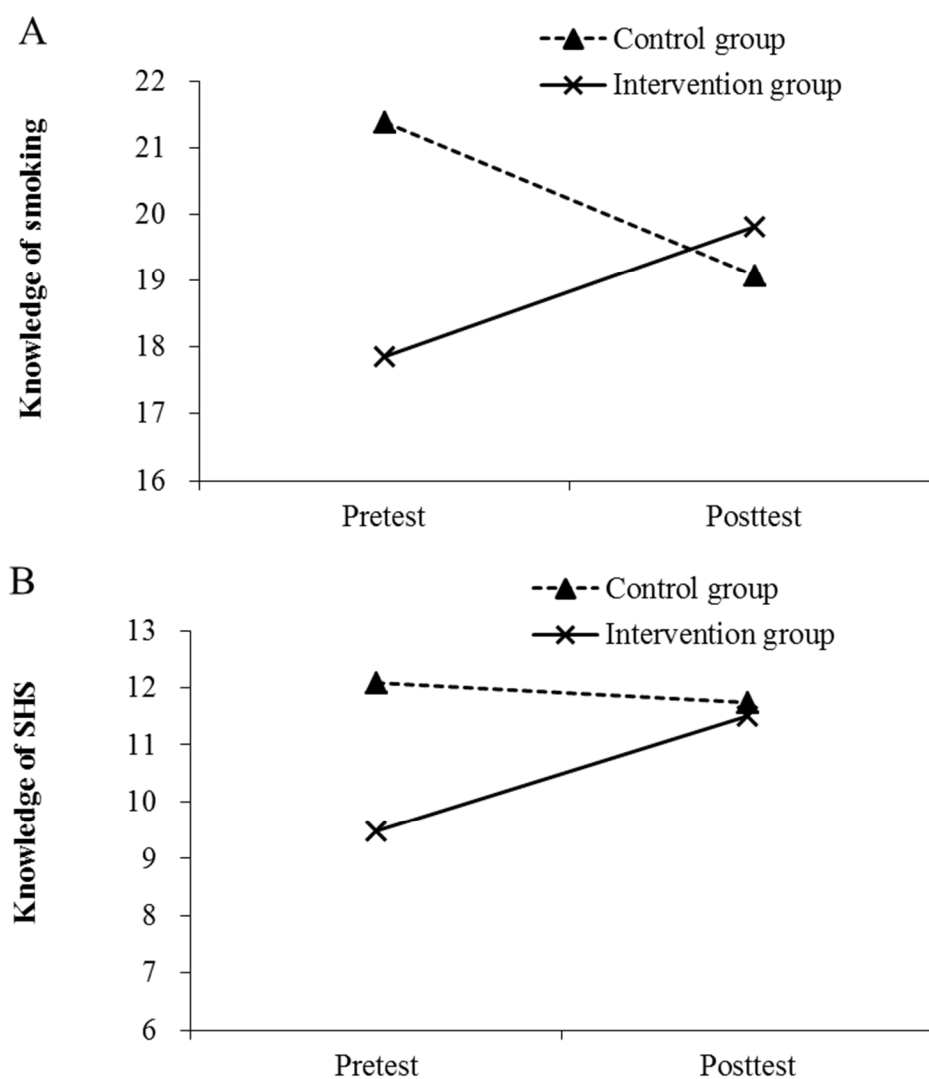 A
Control group
Intervention group
Knowledge of smoking
22
21
20
19
18
17
16
Pretest Posttest
B
Control group
Intervention group
Knowledge of SHS
13
12
11
10
9
8
7
6
Pretest Posttest